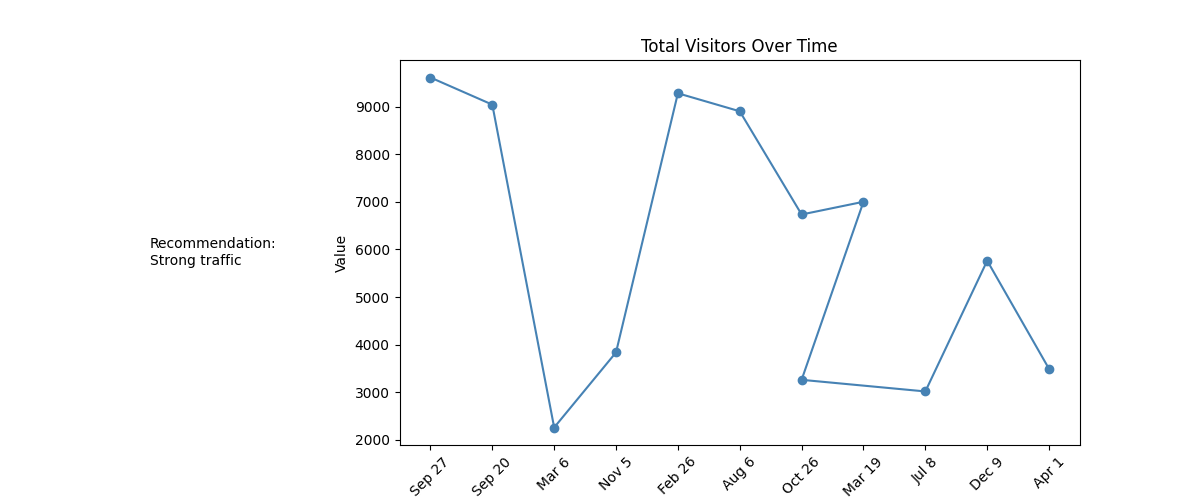 Total Visitors Over Time
Recommendation:
Strong traffic
Value
9000
8000
7000
6000
5000
4000
3000
2000
Sep 27
Sep 20
Mar 6
Nov 5
Feb 26
Aug 6
Oct 26
Mar 19
Jul 8
Dec 9
Apr 1